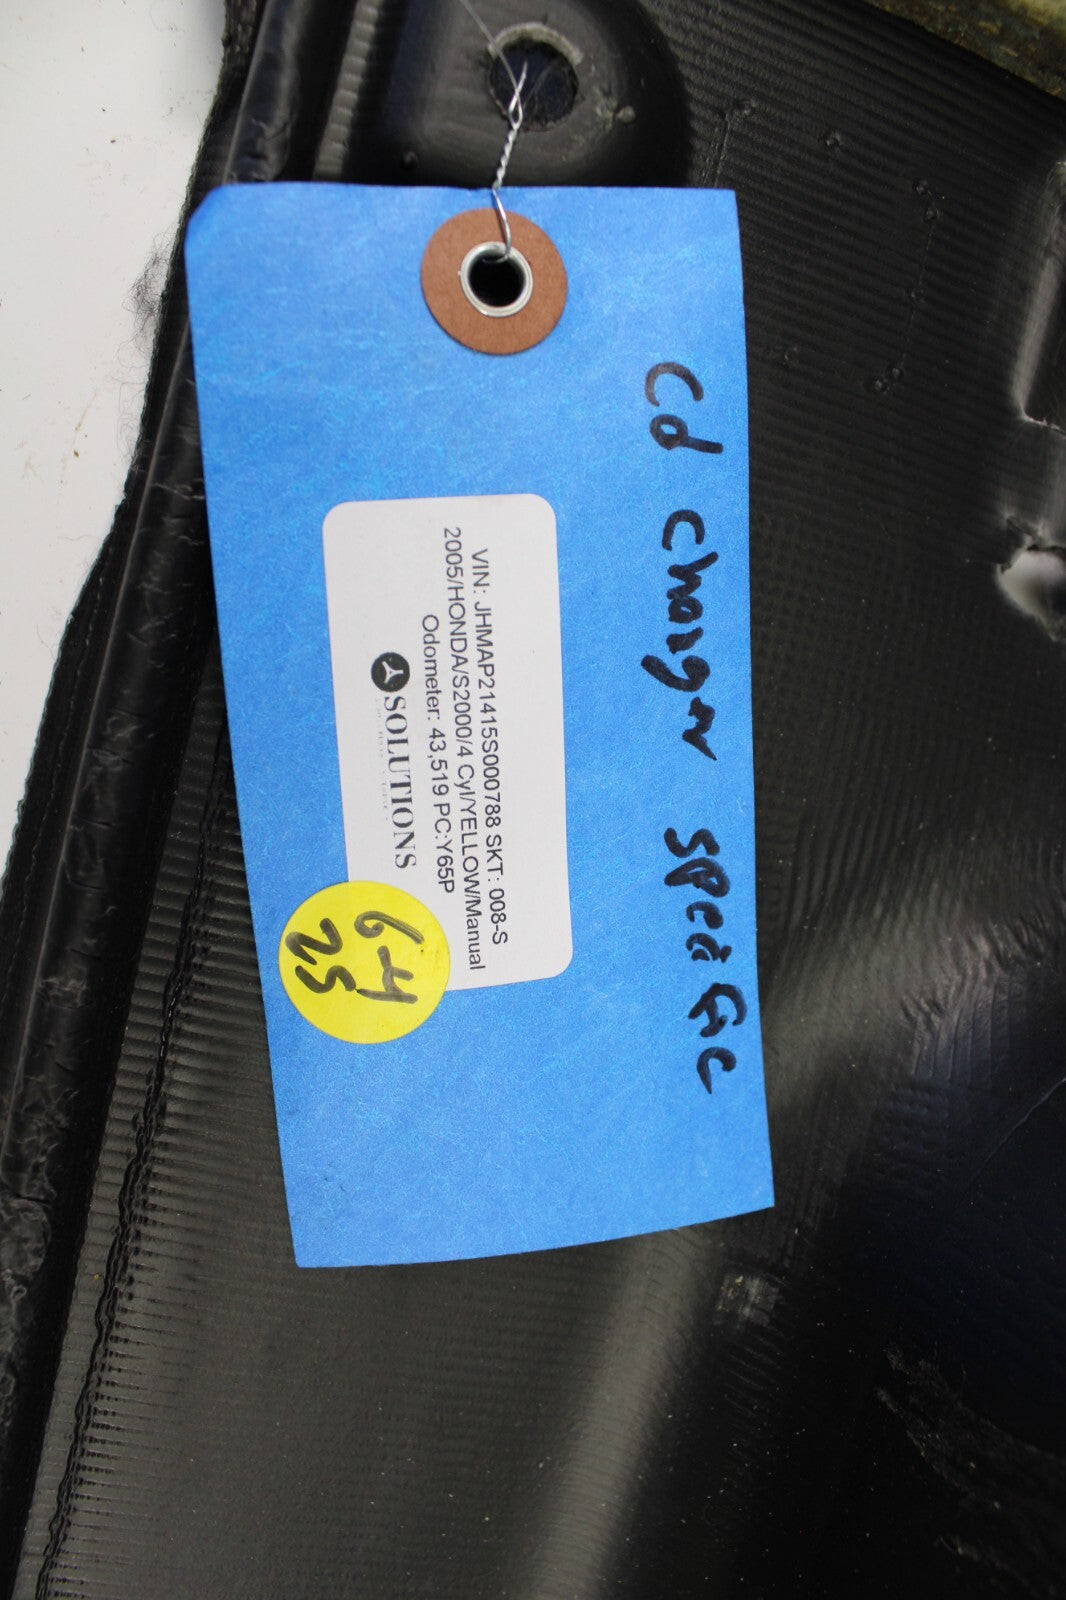 Cd changr specific
VIN: JHMAP21415S000788 SKT: 008-S
2005/HONDA/S2000/4 Cyl/YELLOW/Manual
Odometer: 43,519 PC:Y65P
SOLUTIONS
6-4
25